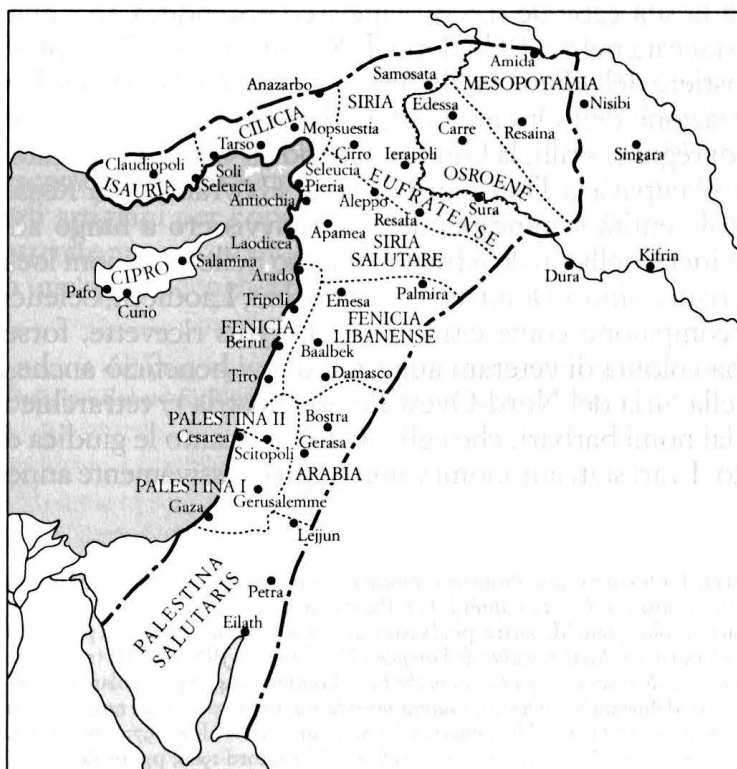 Amida
Samosata
MESOPOTAMIA
Anazarbo
SIRIA
Edessa
Nisibi
CILICIA
Mopsuestia
Carre
Resaina
Tarso
Cirro
Singara
Claudiopoli
Ierapoli
Soli
Seleucia
OSROENE
ISAURIA
Seleucia
Pieria
EUFRATENSE
Antiochia
Aleppo
Sura
Resafa
Laodicea
Apamea
SIRIA
SALUTARE
CIPRO
Salamina
Kifrin
Arado
Dura
Pafo
Curio
Palmira
Tripoli
Emesa
FENICIA
FENICIA
LIBANENSE
Beirut
Baalbek
Tiro
Damasco
PALESTINA II
Bostra
Cesarea
Gerasa
Scitopoli
ARABIA
PALESTINA I
Gerusalemme
Gaza
Lejjun
PALESTINA
SALUTARIS
Petra
Eilath